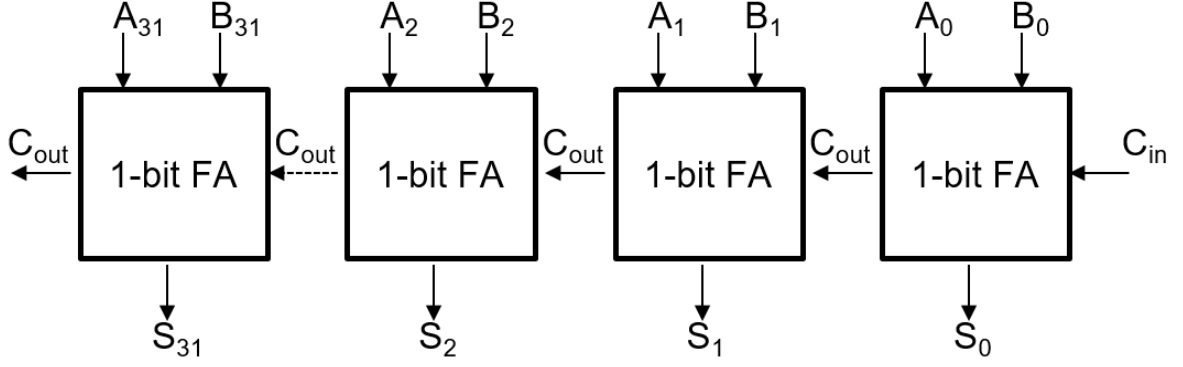 A31 B31 A2 B2 A1 B1 A0 B0
Cout Cout Cout Cout Cin
1-bit FA 1-bit FA 1-bit FA 1-bit FA
S31 S2 S1 S0